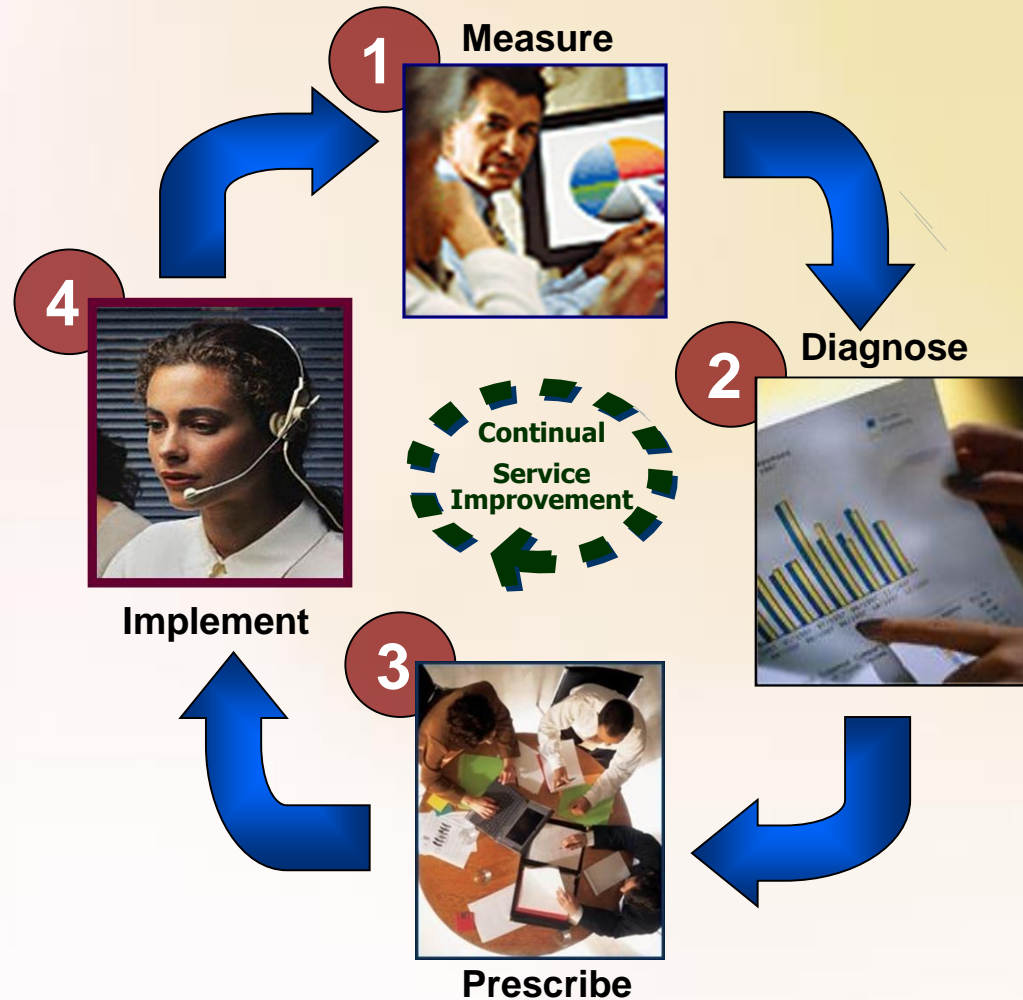 1
Measure
2
Diagnose
Continual
Service
Improvement
3
Prescribe
4
Implement